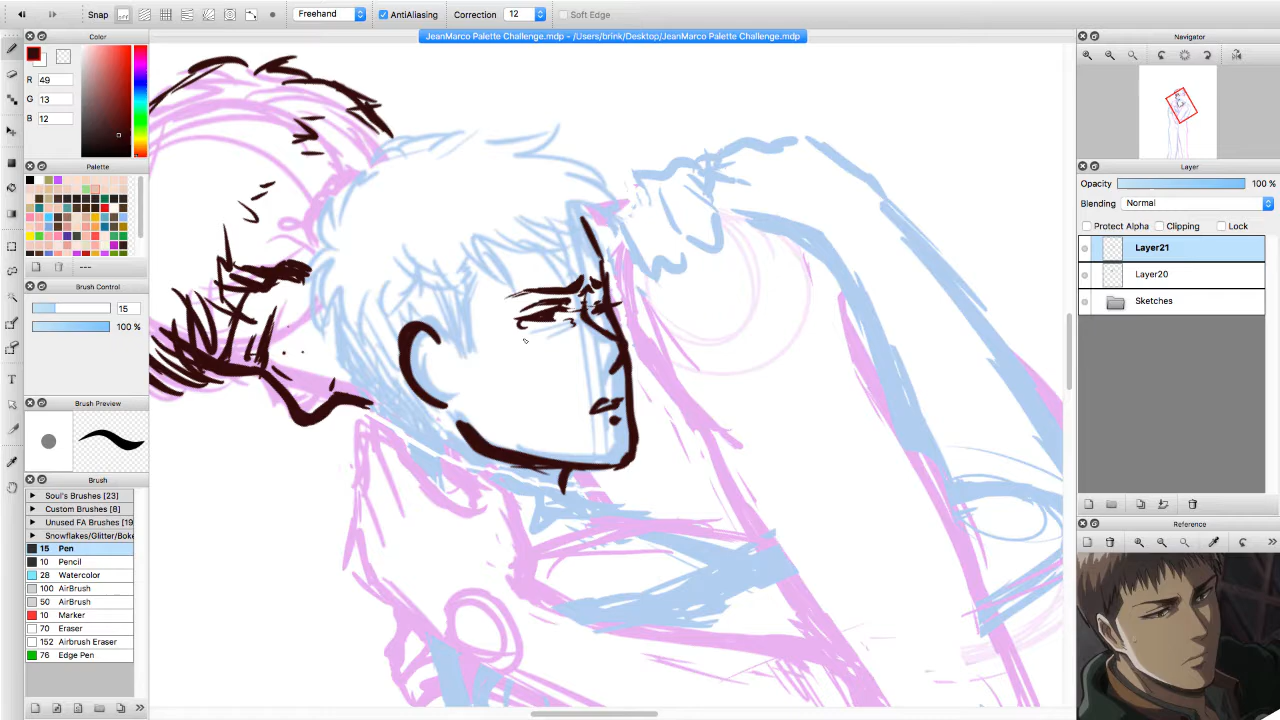 Snap
Freehand
AntiAliasing
Correction
12
Soft Edge
JeanMarco Palette Challenge.mdp - /Users/brink/Desktop/JeanMarco Palette Challenge.mdp
Color
R 49
G 13
B 12
Palette
---
Brush Control
15
100 %
Brush Preview
Brush
Soul's Brushes [23]
Custom Brushes [8]
Unused FA Brushes [19
Snowflakes/Glitter/Boke
15 Pen
10 Pencil
28 Watercolor
100 AirBrush
50 AirBrush
10 Marker
70 Eraser
152 Airbrush Eraser
76 Edge Pen
Navigator
Layer
Opacity 100 %
Blending Normal
Protect Alpha Clipping Lock
Layer21
Layer20
Sketches
Reference